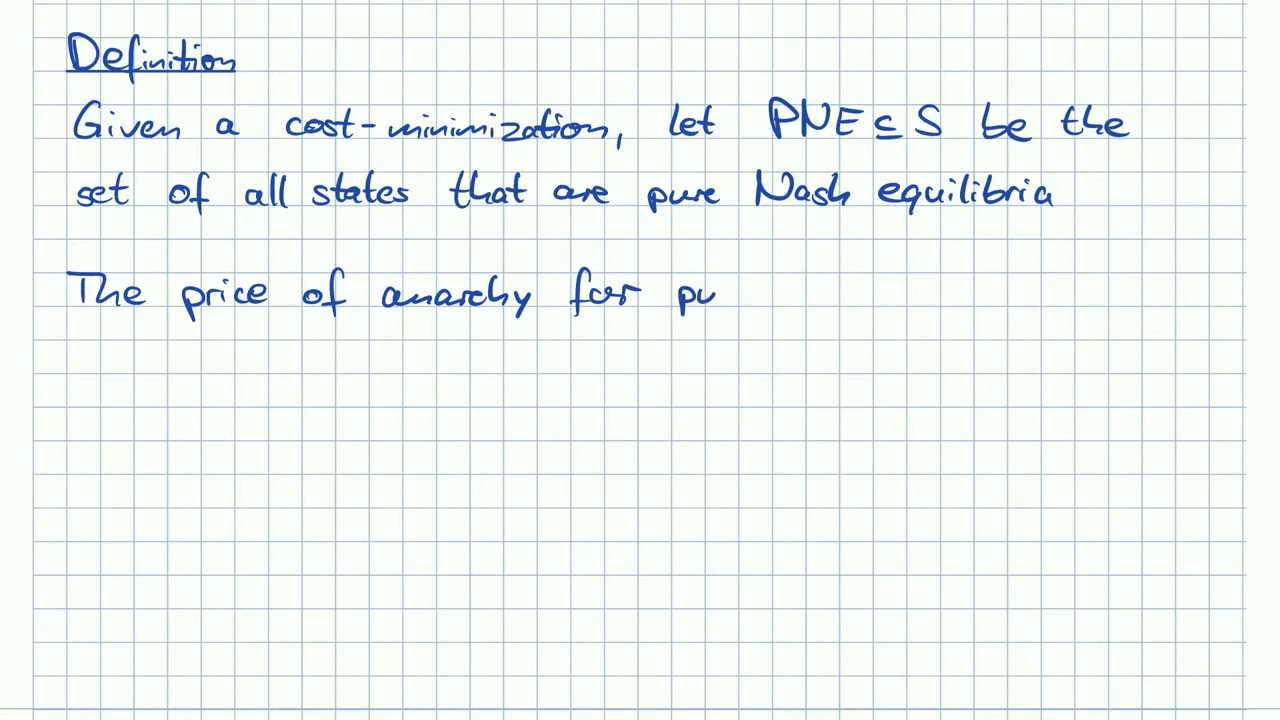 Definition
Given a cost-minimization, let PNE ⊆ S be the
set of all states that are pure Nash equilibria
The price of anarchy for pu